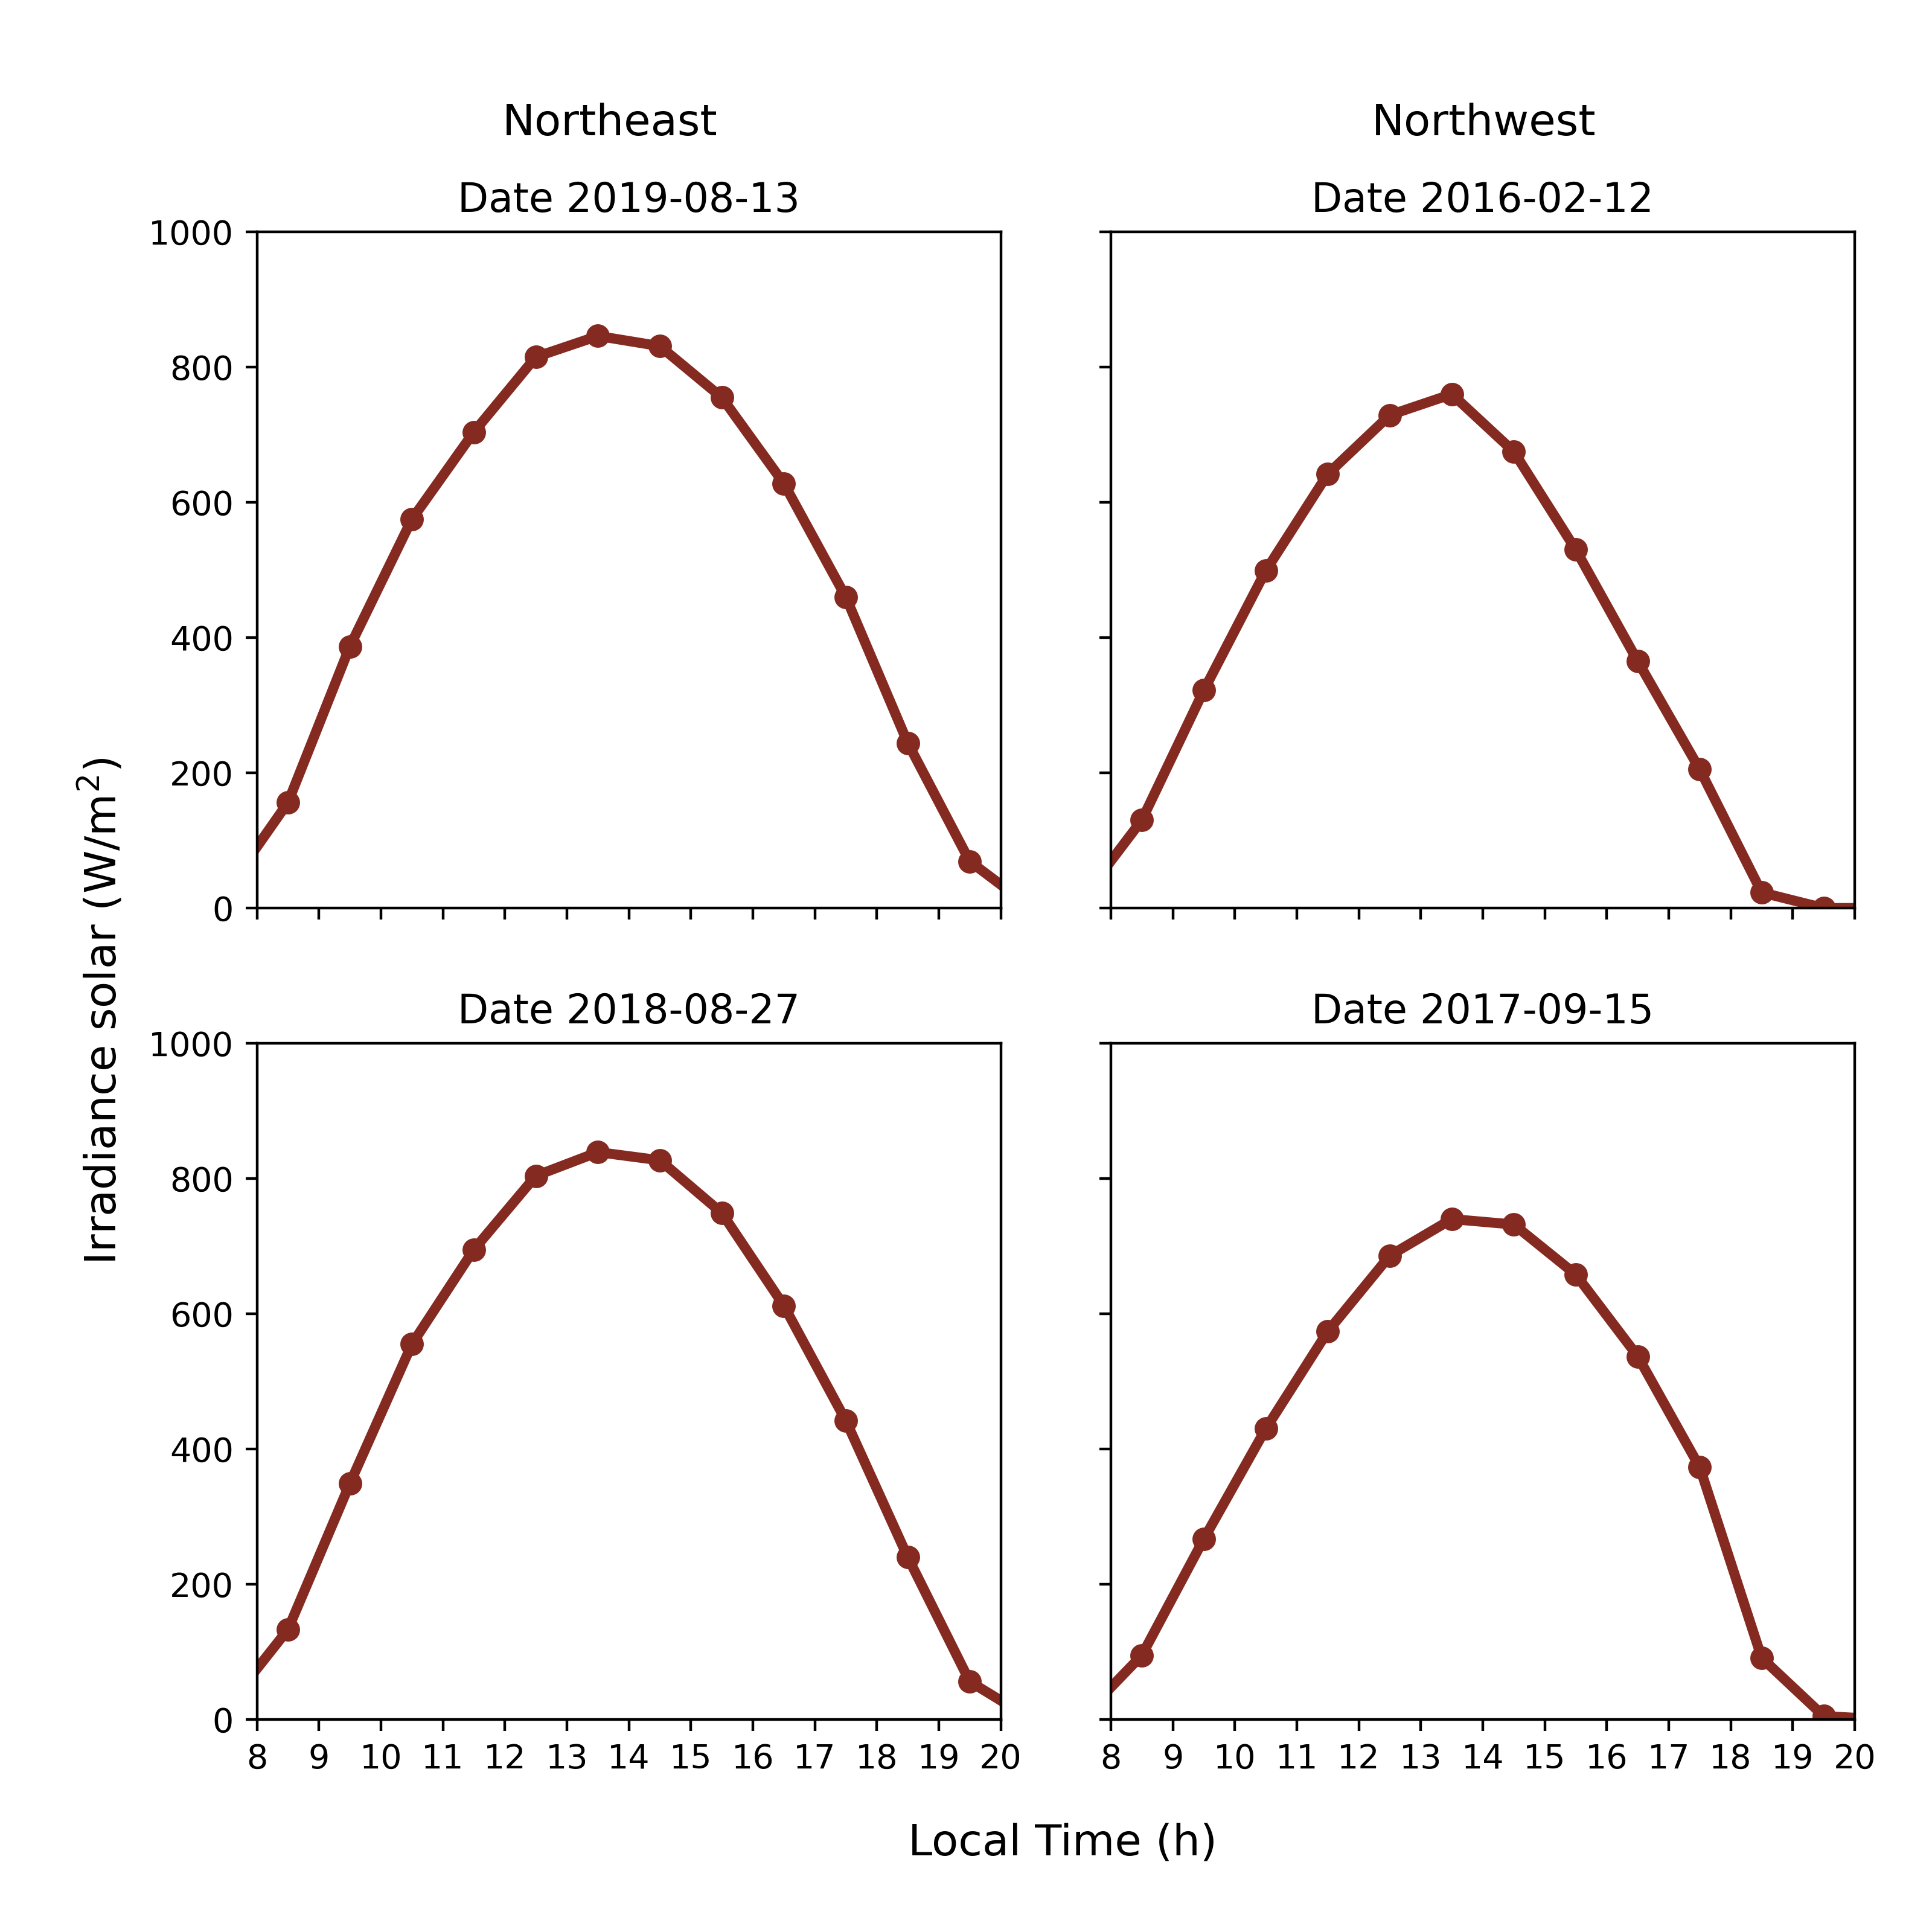 Northeast
Northwest
Date 2019-08-13
Date 2016-02-12
1000
800
600
400
200
0
Irradiance solar (W/m²)
Date 2018-08-27
Date 2017-09-15
1000
800
600
400
200
0
8 9 10 11 12 13 14 15 16 17 18 19 20
8 9 10 11 12 13 14 15 16 17 18 19 20
Local Time (h)